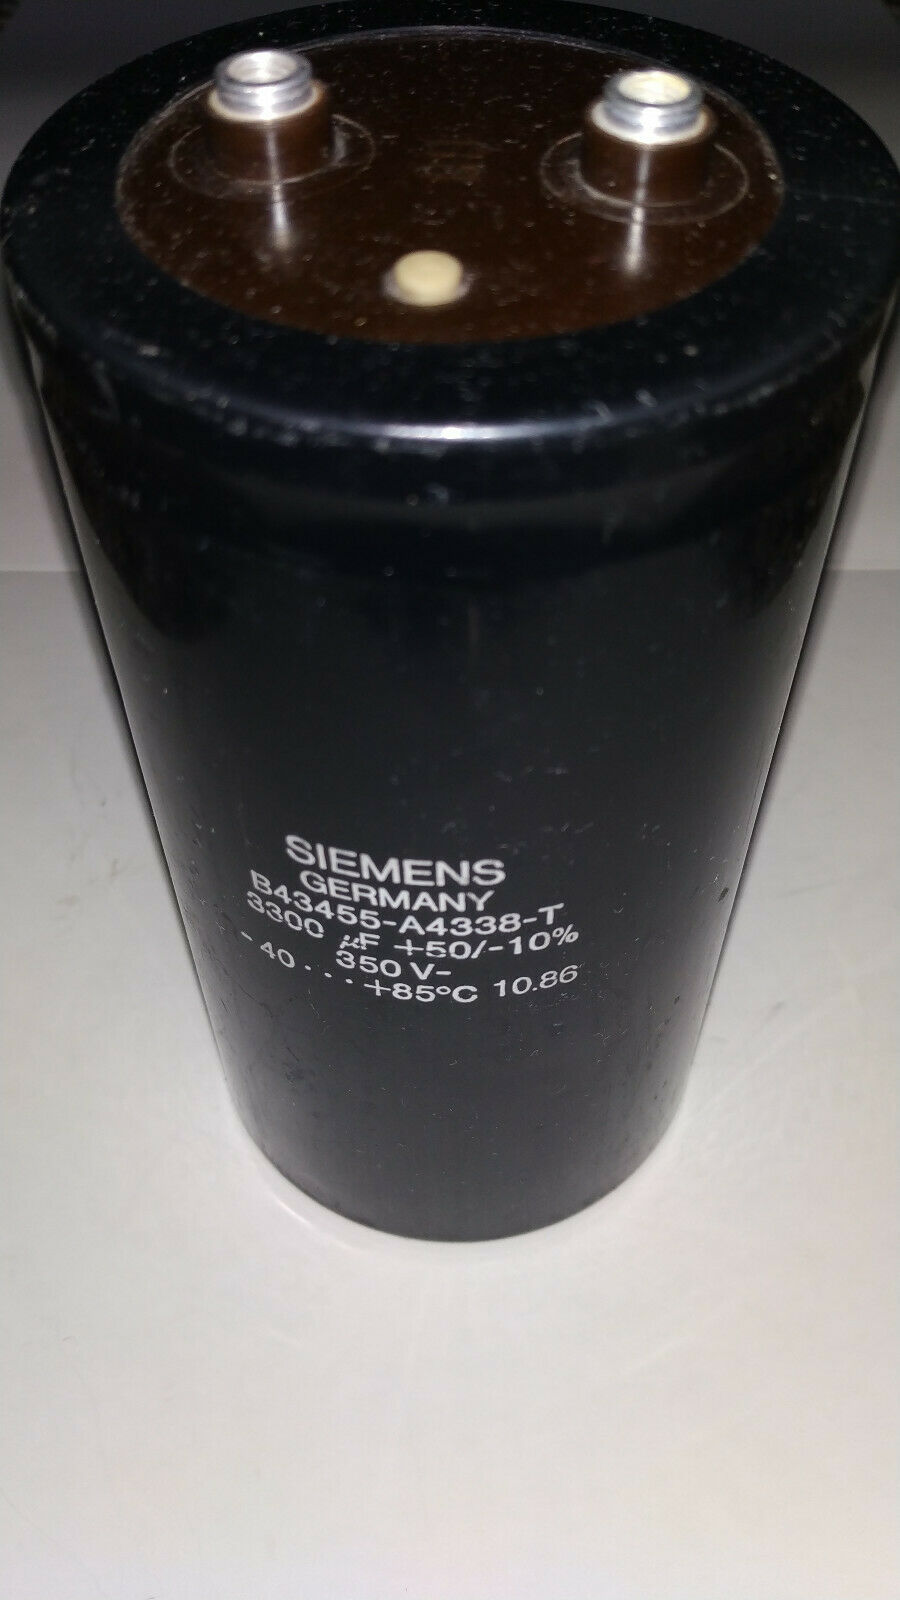 SIEMENS
GERMANY
B43455-A4338-T
3300 µF +50/-10%
350 V-
-40...+85°C 10.86